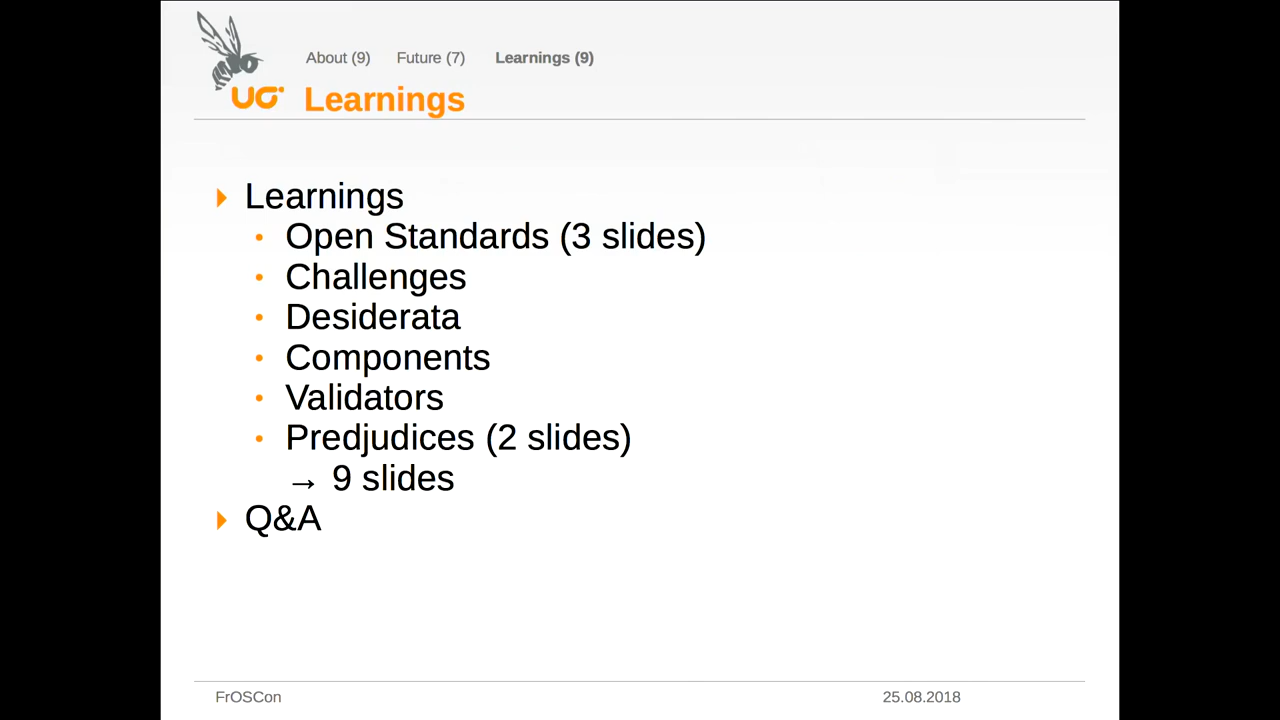 About (9) Future (7) Learnings (9)
UG Learnings
Learnings
Open Standards (3 slides)
Challenges
Desiderata
Components
Validators
Predjudices (2 slides)
→ 9 slides
Q&A
FrOSCon 25.08.2018